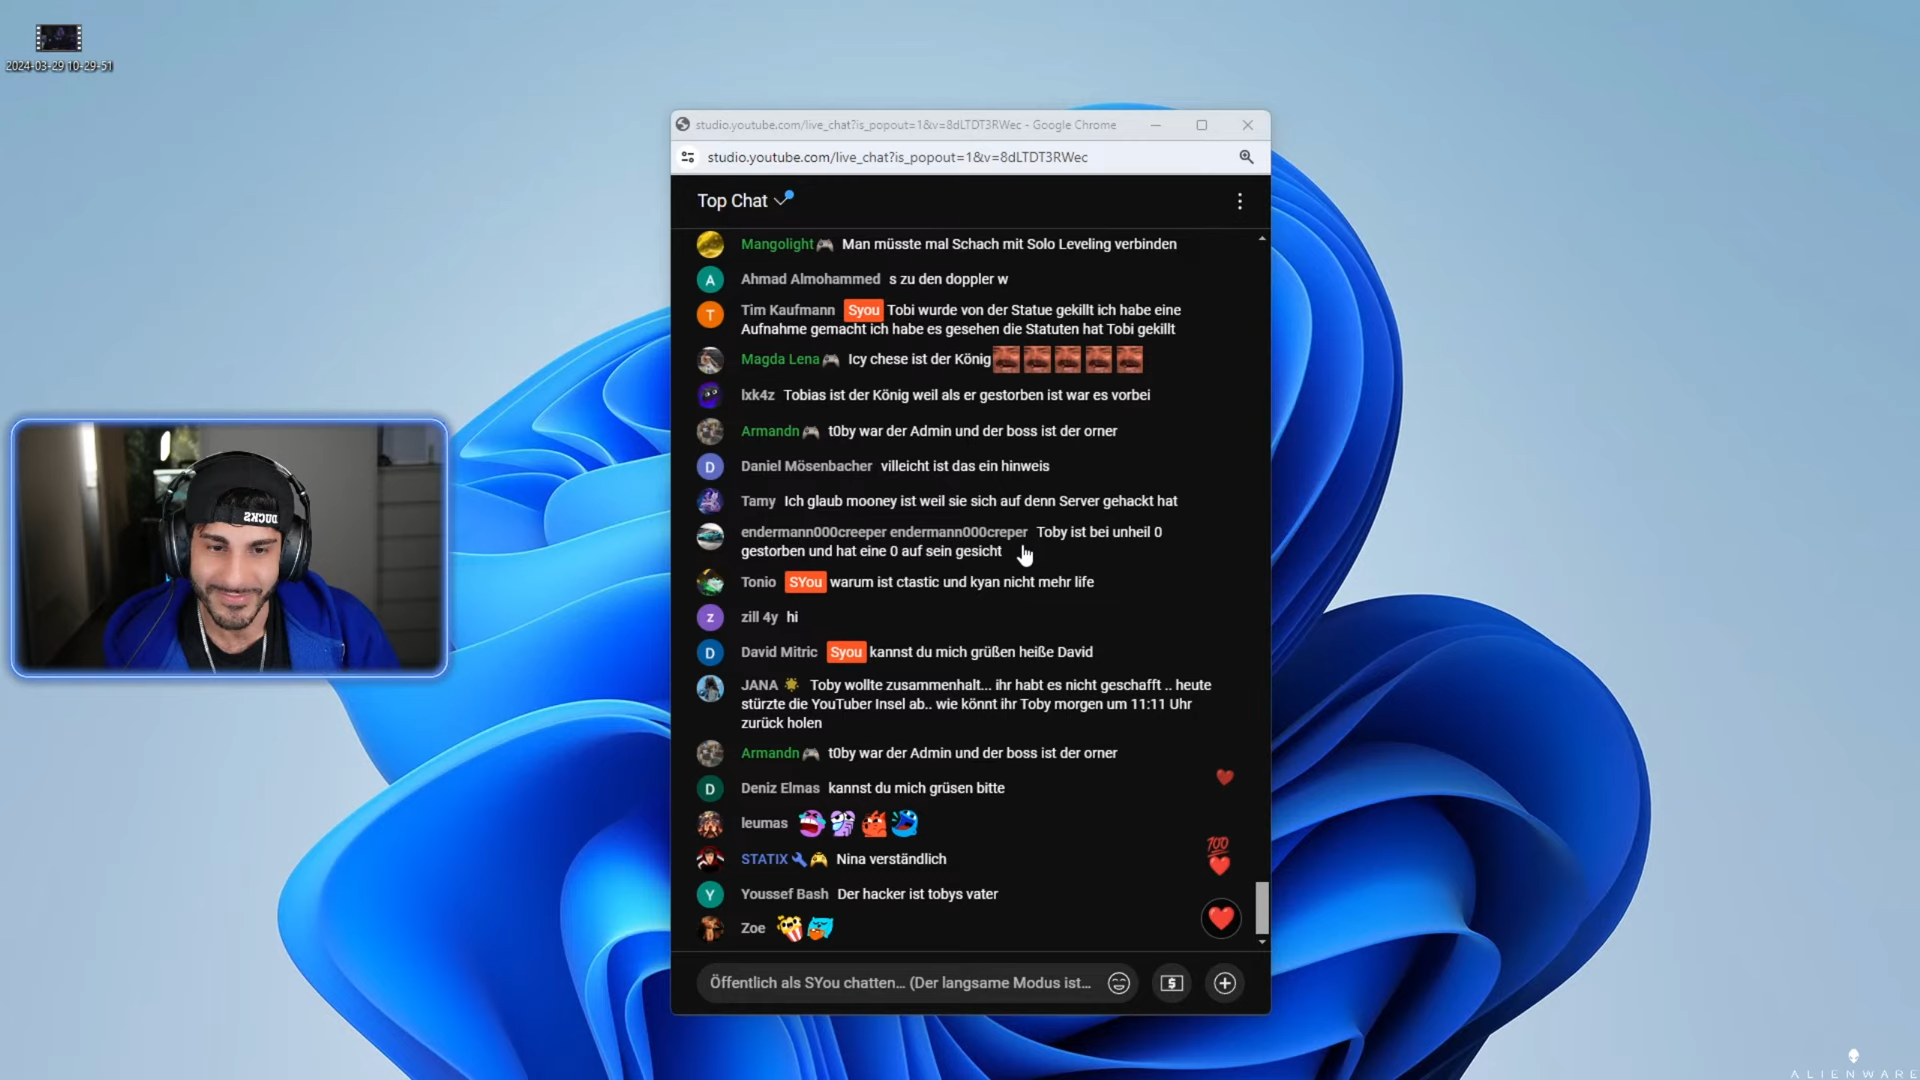 2024-03-29 10-29-51
studio.youtube.com/live_chat?is_popout=1&v=8dLTDT3RWec - Google Chrome
studio.youtube.com/live_chat?is_popout=1&v=8dLTDT3RWec
Top Chat
Mangolight Man müsste mal Schach mit Solo Leveling verbinden
A Ahmad Almohammed s zu den doppler w
T Tim Kaufmann Syou Tobi wurde von der Statue gekillt ich habe eine
Aufnahme gemacht ich habe es gesehen die Statuten hat Tobi gekillt
Magda Lena Icy chese ist der König
lxk4z Tobias ist der König weil als er gestorben ist war es vorbei
Armandn t0by war der Admin und der boss ist der orner
D Daniel Mösenbacher villeicht ist das ein hinweis
Tamy Ich glaub mooney ist weil sie sich auf denn Server gehackt hat
endermann000creeper endermann000creper Toby ist bei unheil 0
gestorben und hat eine 0 auf sein gesicht
Tonio SYou warum ist ctastic und kyan nicht mehr life
z zill 4y hi
D David Mitric Syou kannst du mich grüßen heiße David
JANA Toby wollte zusammenhalt... ihr habt es nicht geschafft .. heute
stürzte die YouTuber Insel ab.. wie könnt ihr Toby morgen um 11:11 Uhr
zurück holen
Armandn t0by war der Admin und der boss ist der orner
D Deniz Elmas kannst du mich grüsen bitte
leumas
STATIX Nina verständlich
100
Y Youssef Bash Der hacker ist tobys vater
Zoe
Öffentlich als SYou chatten... (Der langsame Modus ist...
DUCKS
ALIENWARE